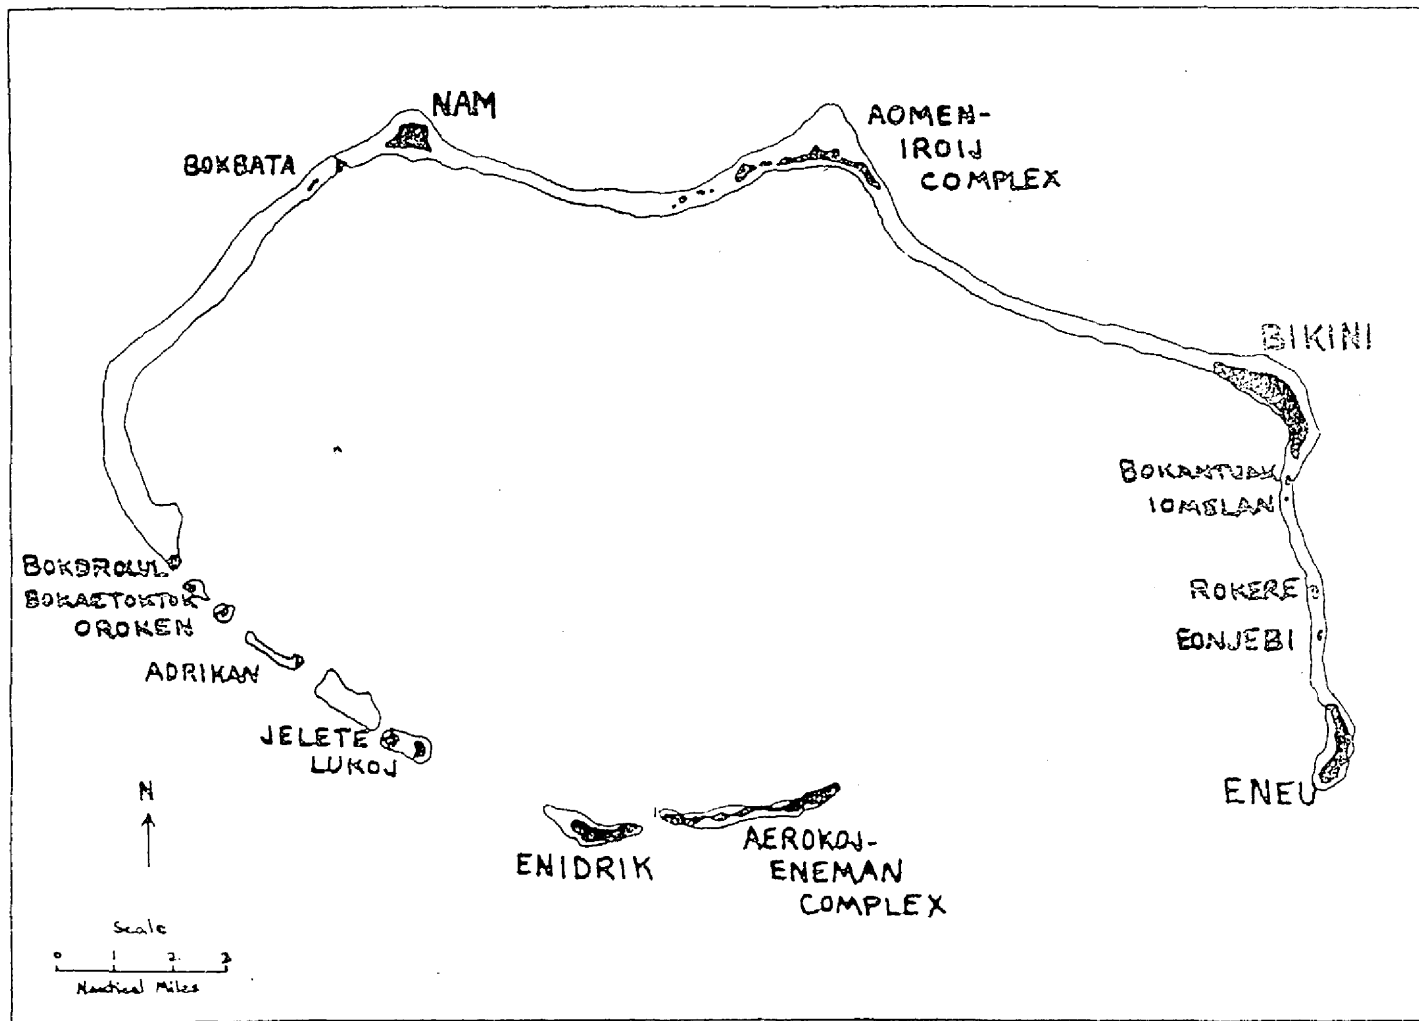 NAM
AOMEN-
IROIJ
COMPLEX
BOKBATA
BIKINI
BOKANTUAK
IOMELAN
BOKDROLUL
BOKAETOKTOK
OROKEN
ROKERE
EONJEBI
ADRIKAN
JELETE
LUKOJ
N
ENEU
ENIDRIK
AEROKOJ-
ENEMAN
COMPLEX
Scale
0 1 2 3
Nautical Miles